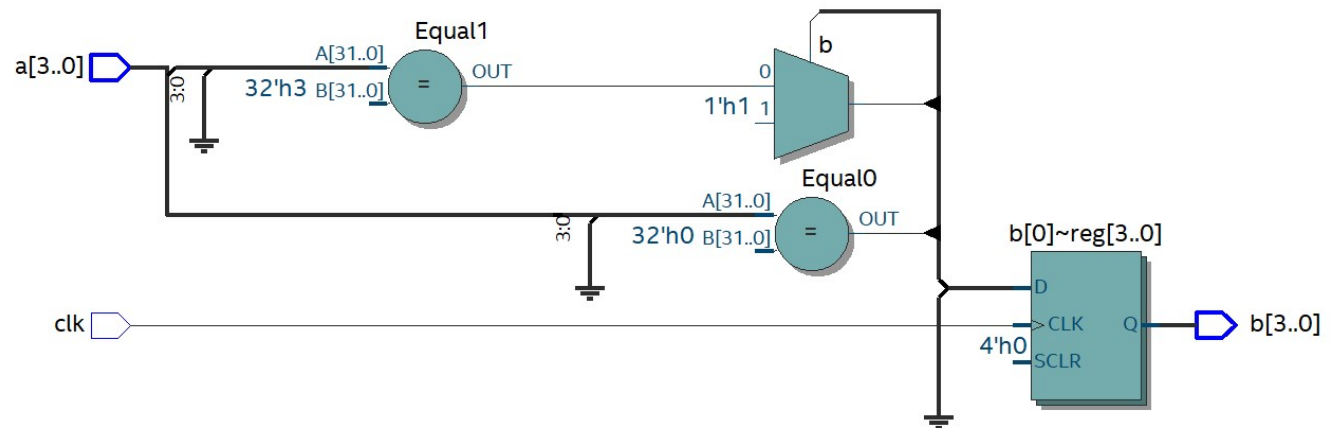 Equal1
a[3..0]
A[31..0]
3:0
32'h3 B[31..0]
=
OUT
b
0
1'h1 1
Equal0
A[31..0]
3:0
32'h0 B[31..0]
=
OUT
b[0]~reg[3..0]
D
clk
CLK
Q
b[3..0]
4'h0
SCLR